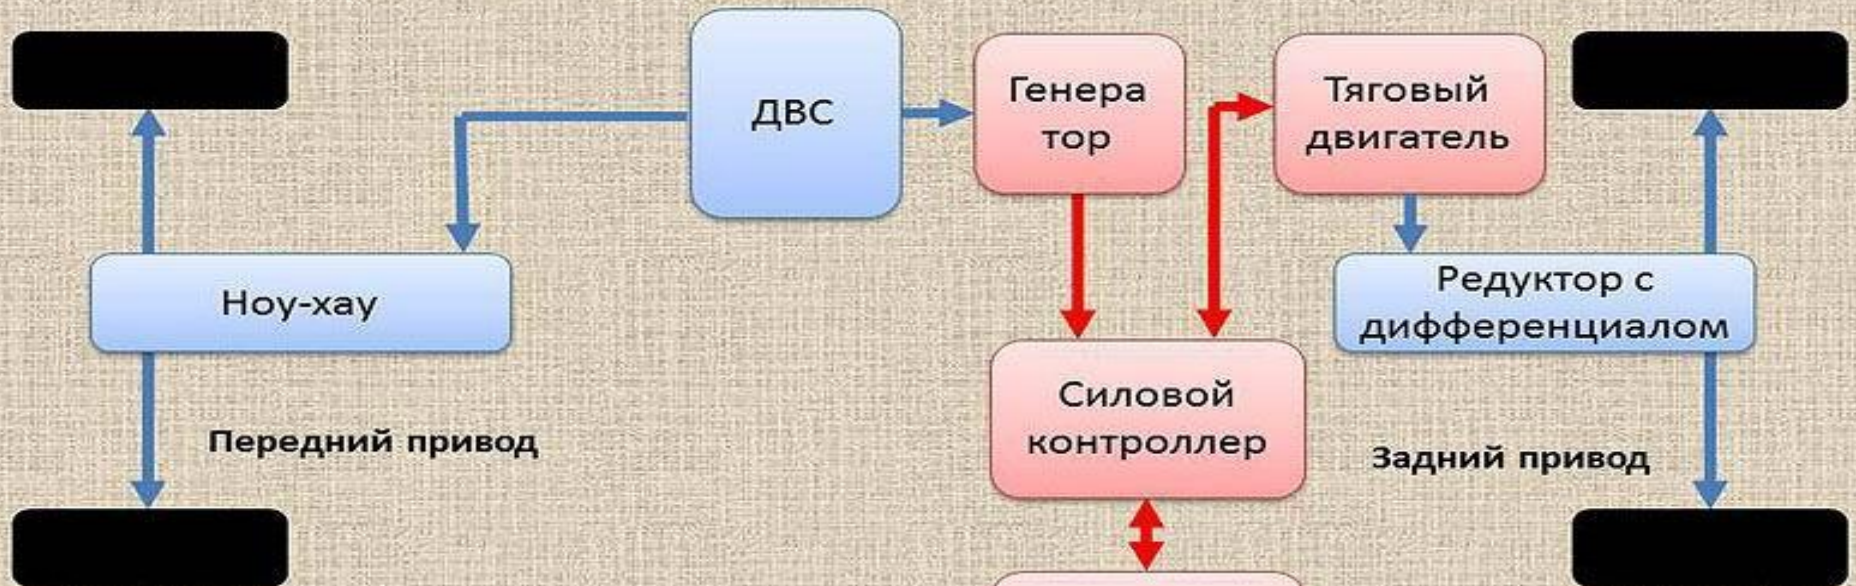 ДВС
Генера
тор
Тяговый
двигатель
Ноу-хау
Редуктор с
дифференциалом
Силовой
контроллер
Передний привод
Задний привод